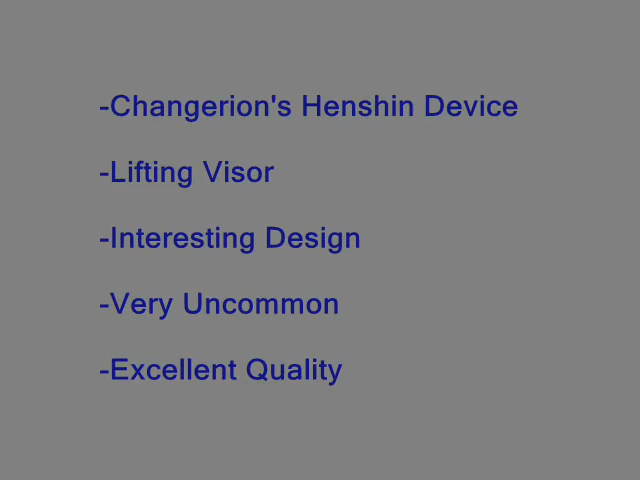 -Changerion's Henshin Device
-Lifting Visor
-Interesting Design
-Very Uncommon
-Excellent Quality